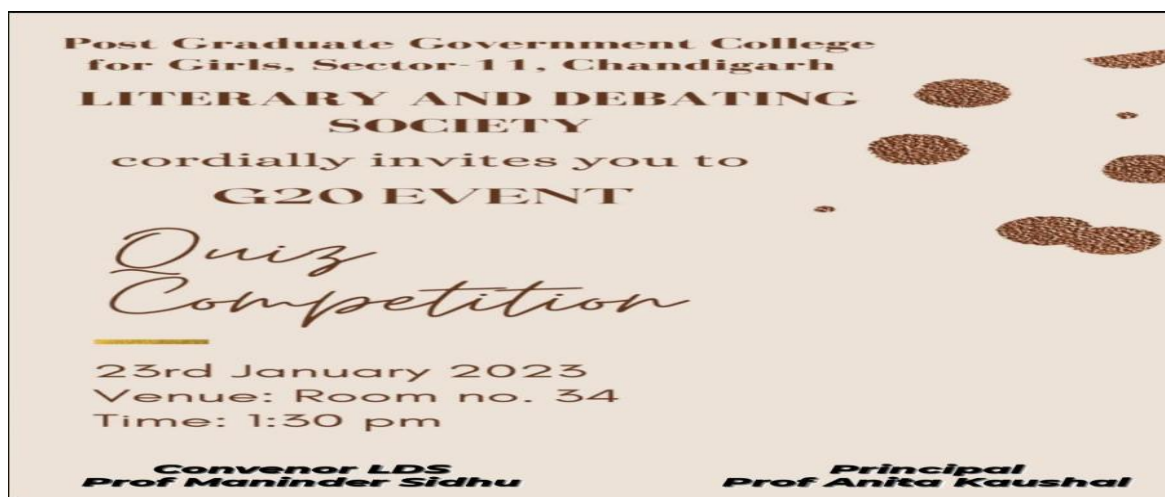 Post Graduate Government College
for Girls, Sector-11, Chandigarh
LITERARY AND DEBATING
SOCIETY
cordially invites you to
G20 EVENT
Quiz
Competition
23rd January 2023
Venue: Room no. 34
Time: 1:30 pm
Convenor LDS
Prof Maninder Sidhu
Principal
Prof Anita Kaushal